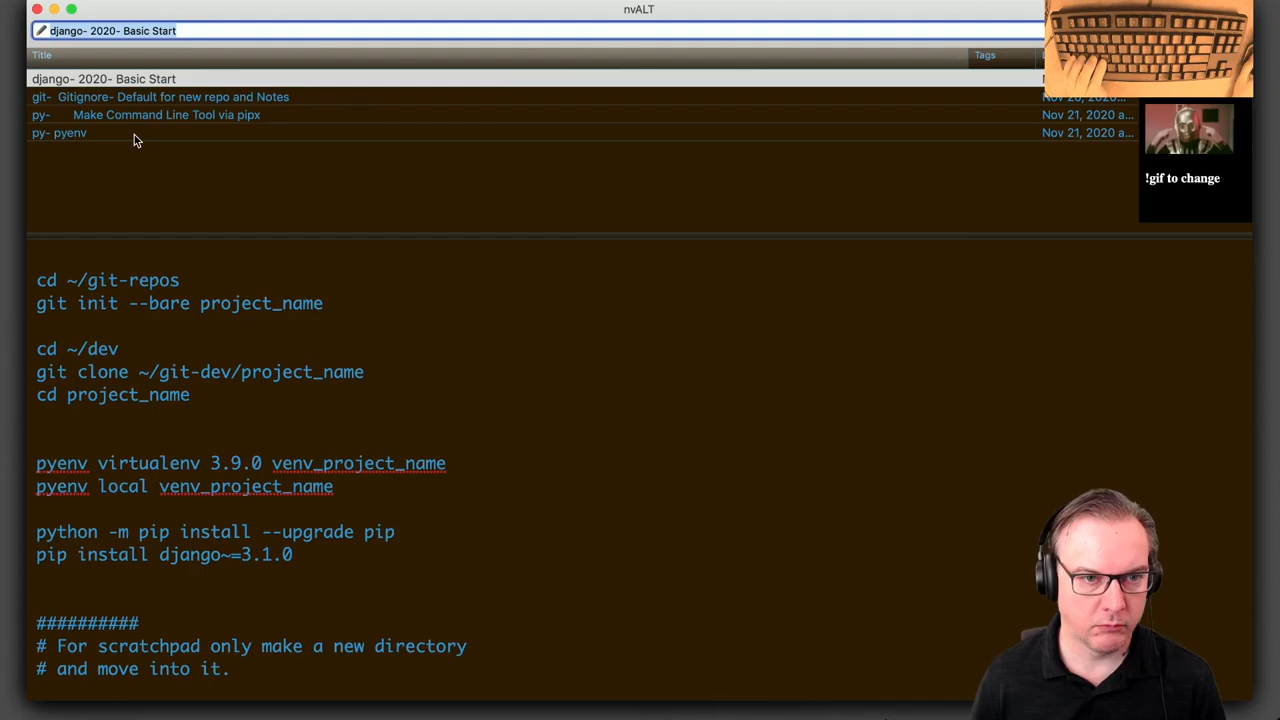 nvALT
django- 2020- Basic Start
Title
Tags
django- 2020- Basic Start
git- Gitignore- Default for new repo and Notes
Nov 20, 2020...
py- Make Command Line Tool via pipx
Nov 21, 2020 a...
py- pyenv
Nov 21, 2020 a...
!gif to change
cd ~/git-repos
git init --bare project_name
cd ~/dev
git clone ~/git-dev/project_name
cd project_name
pyenv virtualenv 3.9.0 venv_project_name
pyenv local venv_project_name
python -m pip install --upgrade pip
pip install django~=3.1.0
##########
# For scratchpad only make a new directory
# and move into it.